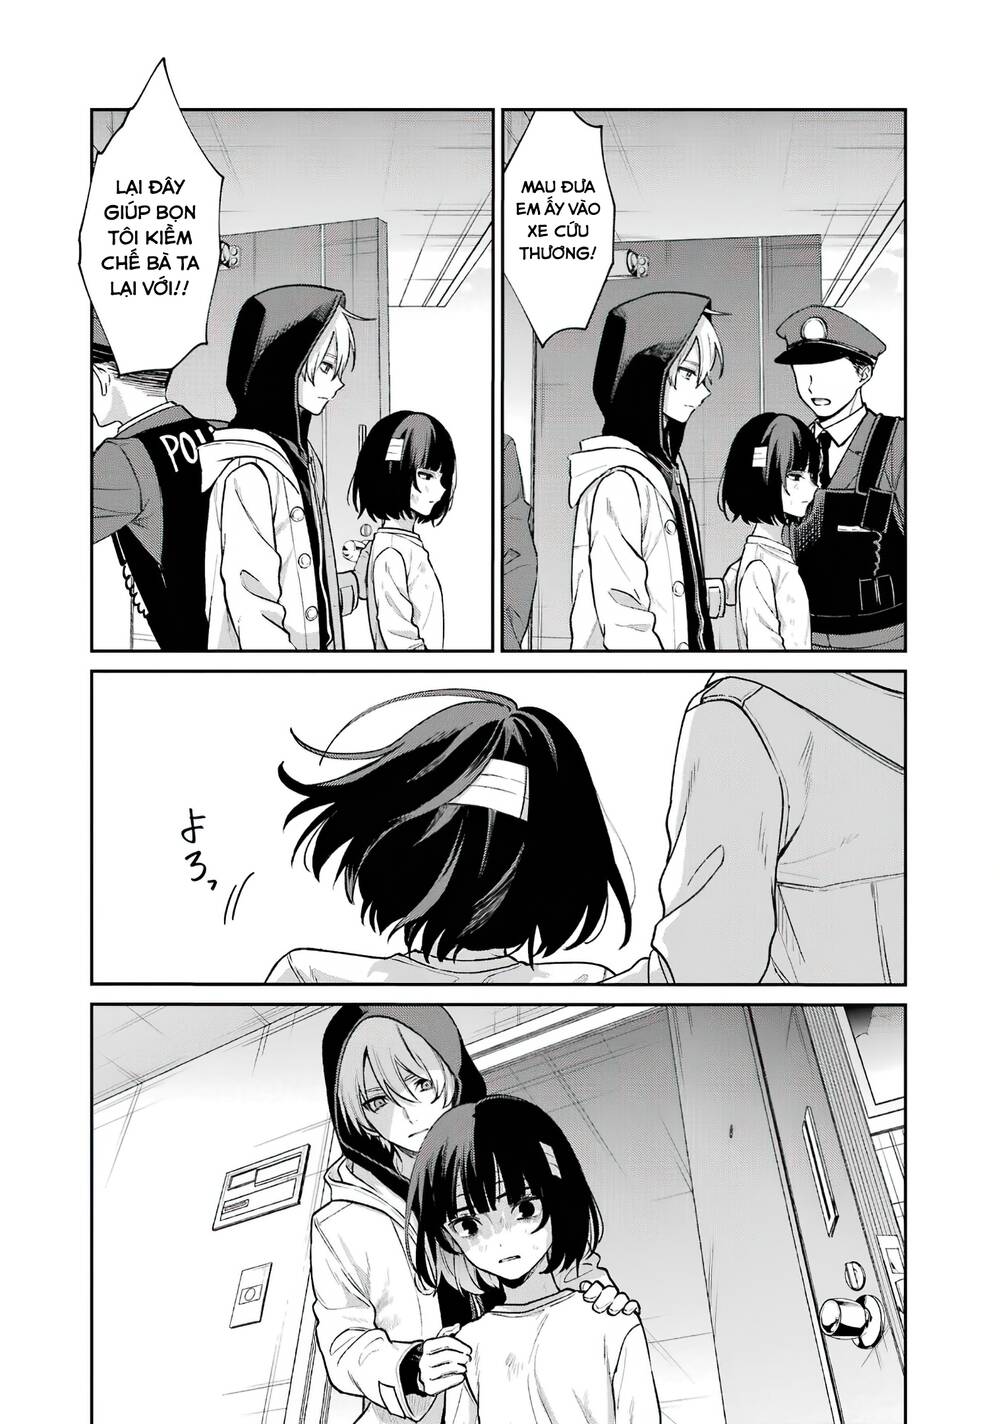 MAU ĐƯA
EM ẤY VÀO
XE CỨU
THƯƠNG!
LẠI ĐÂY
GIÚP BỌN
TÔI KIỀM
CHẾ BÀ TA
LẠI VỚI!!
POLI
よろっ